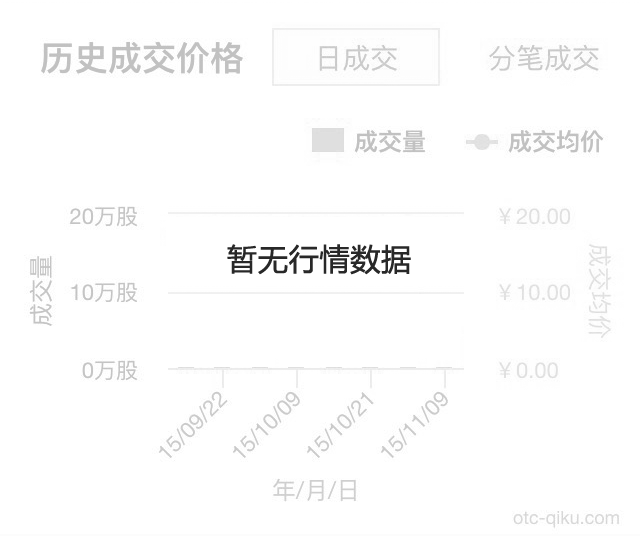 历史成交价格 日成交 分笔成交
成交量 成交均价
成交量
20万股
10万股
0万股
暂无行情数据
¥20.00
¥10.00
¥0.00
成交均价
15/09/22 15/10/09 15/10/21 15/11/09
年/月/日
otc-qiku.com